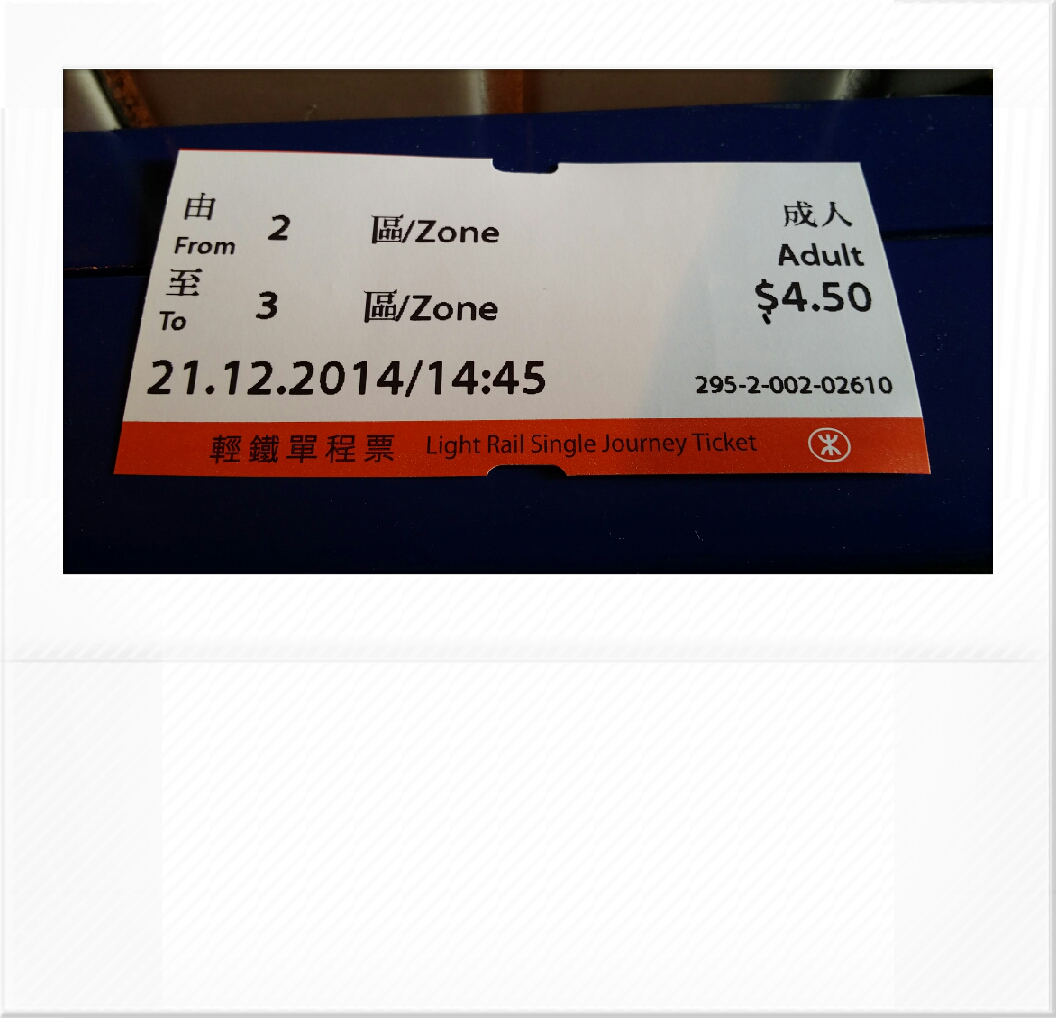 由 2 區/Zone
From
至 3 區/Zone
To
21.12.2014/14:45
成人
Adult
$4.50
295-2-002-02610
輕鐵單程票 Light Rail Single Journey Ticket